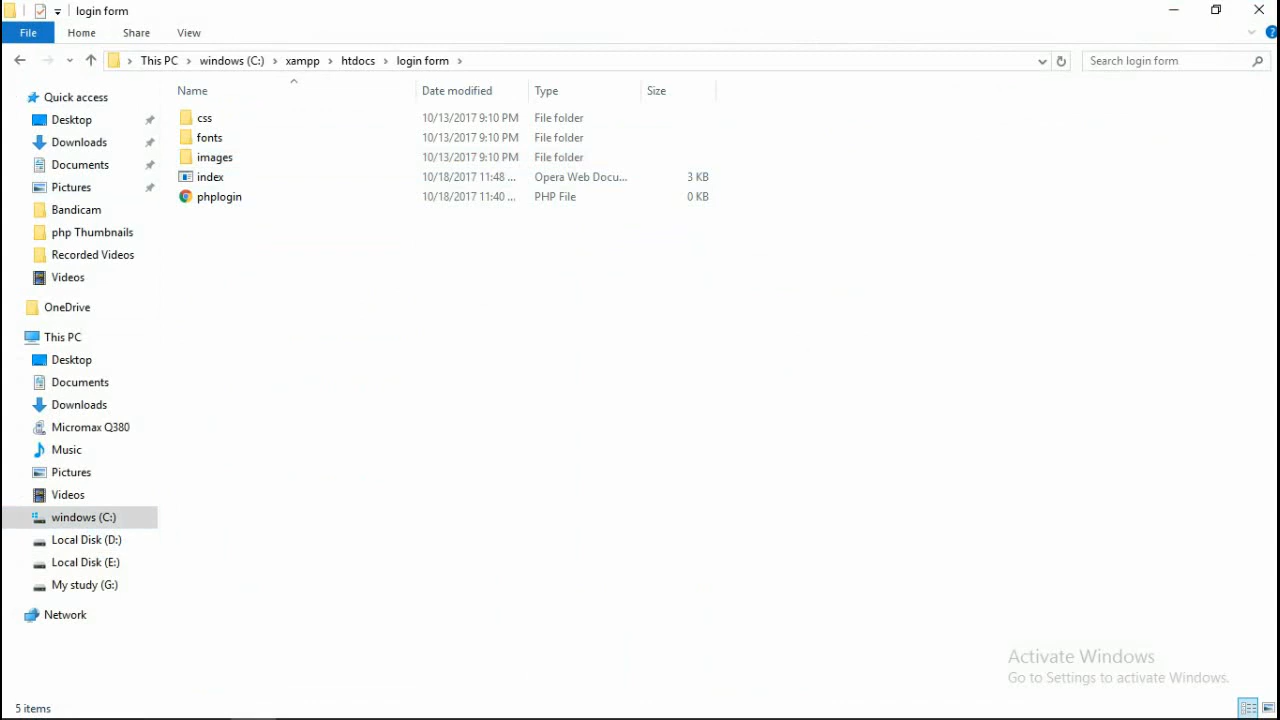 login form
File Home Share View
This PC windows (C:) xampp htdocs login form Search login form
Name Date modified Type Size
css 10/13/2017 9:10 PM File folder
fonts 10/13/2017 9:10 PM File folder
images 10/13/2017 9:10 PM File folder
index 10/18/2017 11:48 ... Opera Web Docu... 3 KB
phplogin 10/18/2017 11:40 ... PHP File 0 KB
Quick access
Desktop
Downloads
Documents
Pictures
Bandicam
php Thumbnails
Recorded Videos
Videos
OneDrive
This PC
Desktop
Documents
Downloads
Micromax Q380
Music
Pictures
Videos
windows (C:)
Local Disk (D:)
Local Disk (E:)
My study (G:)
Network
Activate Windows
Go to Settings to activate Windows.
5 items